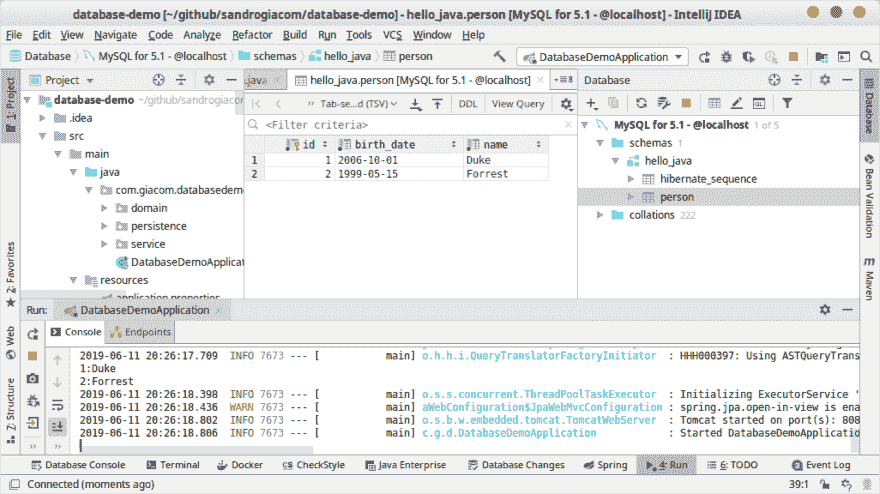 database-demo [~/github/sandrogiacom/database-demo] - hello_java.person [MySQL for 5.1 - @localhost] - IntelliJ IDEA
File Edit View Navigate Code Analyze Refactor Build Run Tools VCS Window Help
Database MySQL for 5.1 - @localhost schemas hello_java person DatabaseDemoApplication
1: Project
Project
database-demo ~/github/sandrogiacom/d
.idea
src
main
java
com.giacom.databasedemo
domain
persistence
service
DatabaseDemoApplicat
resources
application.properties
.java hello_java.person [MySQL for 5.1 - @localhost] 8
Tab-se...d (TSV) DDL View Query
<Filter criteria>
id birth_date name
1 1 2006-10-01 Duke
2 2 1999-05-15 Forrest
Database
MySQL for 5.1 - @localhost 1 of 5
schemas
hello_java
hibernate_sequence
person
collations 222
Database
Bean Validation
Maven
2: Favorites
Web
7: Structure
Run: DatabaseDemoApplication
Console Endpoints
2019-06-11 20:26:17.709 INFO 7673 --- [ main] o.h.h.i.QueryTranslatorFactoryInitiator : HHH000397: Using ASTQueryTrans
1:Duke
2:Forrest
2019-06-11 20:26:18.398 INFO 7673 --- [ main] o.s.s.concurrent.ThreadPoolTaskExecutor : Initializing ExecutorService '
2019-06-11 20:26:18.436 WARN 7673 --- [ main] aWebConfiguration$JpaWebMvcConfiguration : spring.jpa.open-in-view is ena
2019-06-11 20:26:18.802 INFO 7673 --- [ main] o.s.b.w.embedded.tomcat.TomcatWebServer : Tomcat started on port(s): 808
2019-06-11 20:26:18.806 INFO 7673 --- [ main] c.g.d.DatabaseDemoApplication : Started DatabaseDemoApplicatio
Database Console Terminal Docker CheckStyle Java Enterprise Database Changes Spring 4: Run 6: TODO Event Log
Connected (moments ago) 39:1